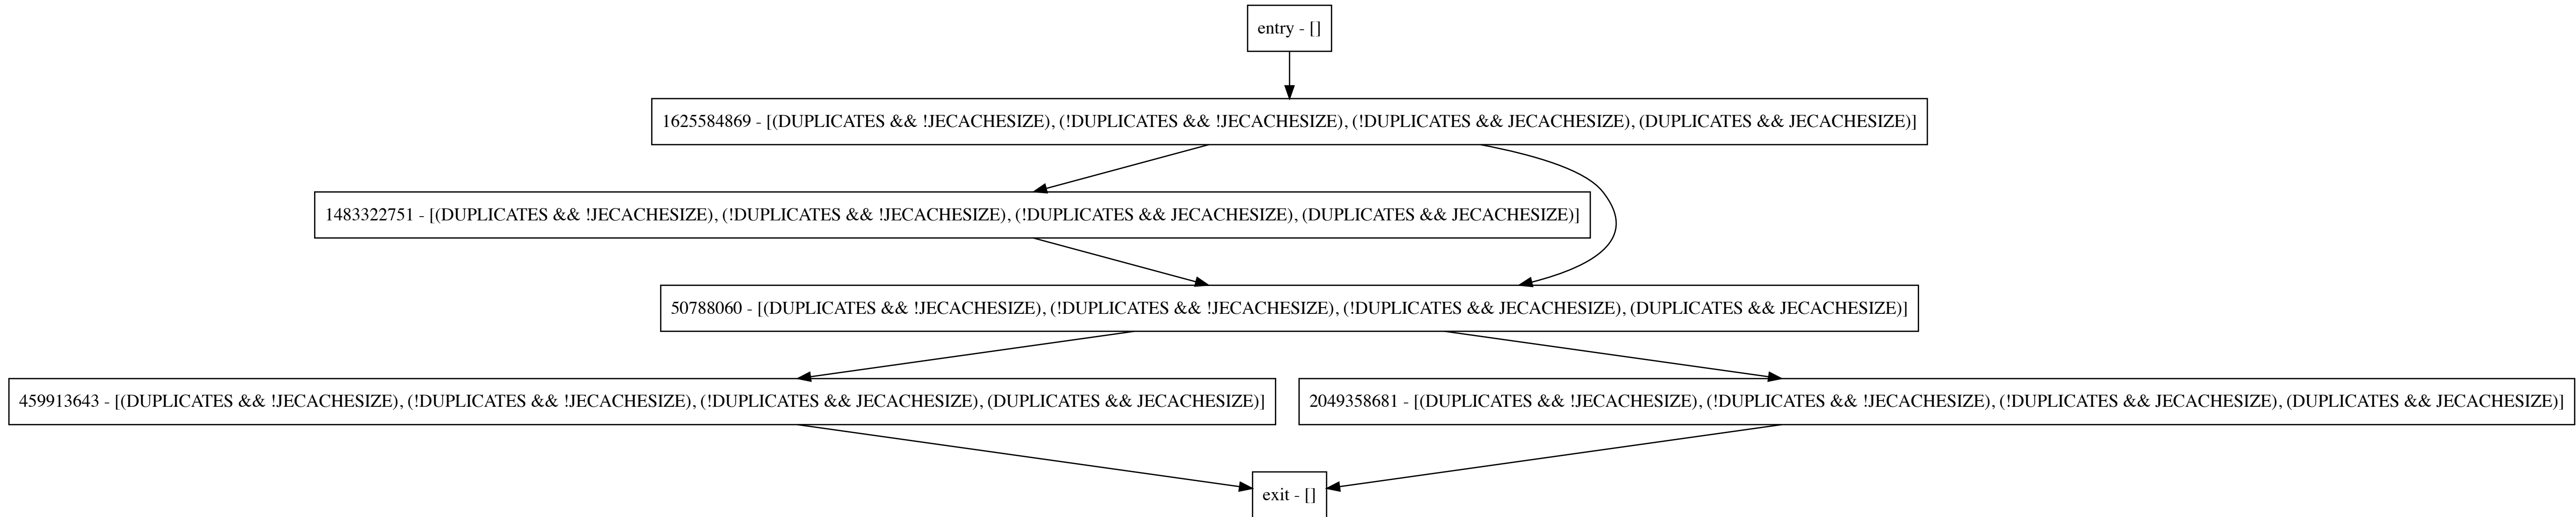 entry - []
1625584869 - [(DUPLICATES && !JECACHESIZE), (!DUPLICATES && !JECACHESIZE), (!DUPLICATES && JECACHESIZE), (DUPLICATES && JECACHESIZE)]
1483322751 - [(DUPLICATES && !JECACHESIZE), (!DUPLICATES && !JECACHESIZE), (!DUPLICATES && JECACHESIZE), (DUPLICATES && JECACHESIZE)]
50788060 - [(DUPLICATES && !JECACHESIZE), (!DUPLICATES && !JECACHESIZE), (!DUPLICATES && JECACHESIZE), (DUPLICATES && JECACHESIZE)]
459913643 - [(DUPLICATES && !JECACHESIZE), (!DUPLICATES && !JECACHESIZE), (!DUPLICATES && JECACHESIZE), (DUPLICATES && JECACHESIZE)]
2049358681 - [(DUPLICATES && !JECACHESIZE), (!DUPLICATES && !JECACHESIZE), (!DUPLICATES && JECACHESIZE), (DUPLICATES && JECACHESIZE)]
exit - []